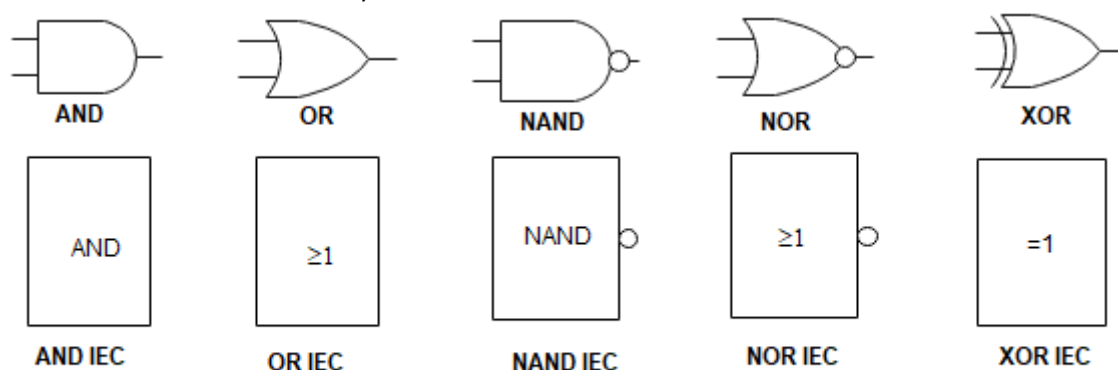 AND OR NAND NOR XOR
AND ≥1 NAND ≥1 =1
AND IEC OR IEC NAND IEC NOR IEC XOR IEC